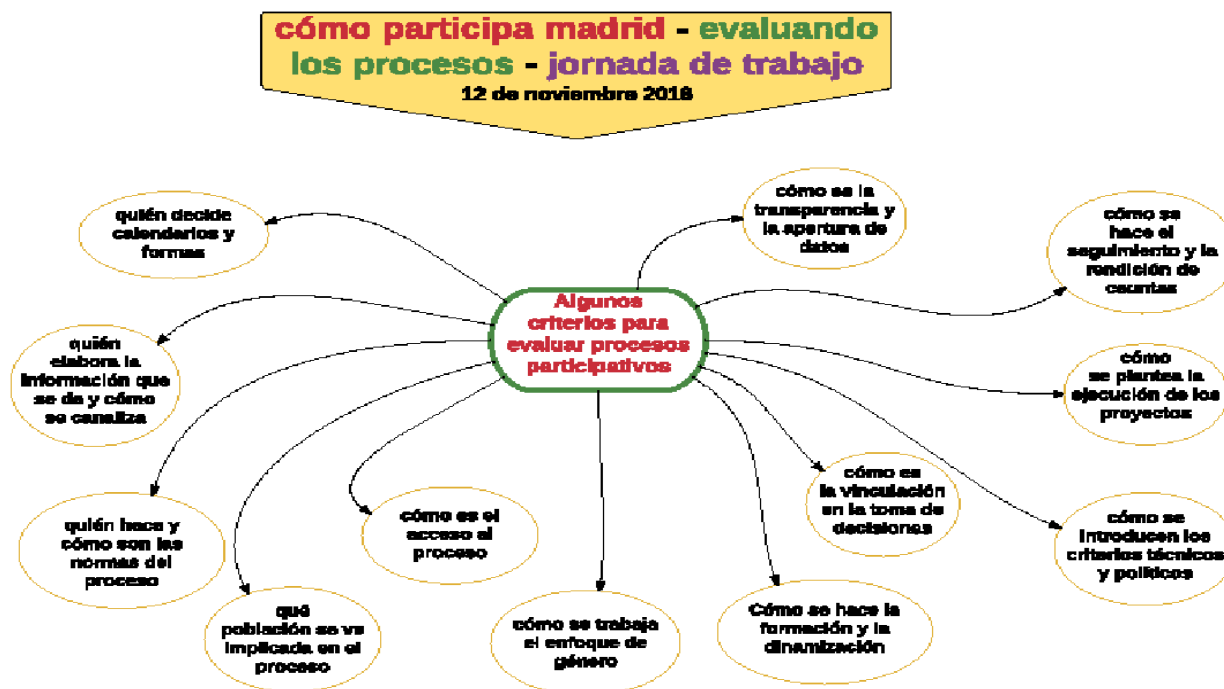 cómo participa madrid - evaluando
los procesos - jornada de trabajo
12 de noviembre 2016
quién decide
calendarios y
formas
cómo es la
transparencia y
la apertura de
datos
cómo se
hace el
seguimiento y la
rendición de
ceuntas
Algunos
criterios para
evaluar procesos
participativos
quién
elabora la
información que
se da y cómo
se canaliza
cómo
se plantea la
ejecución de los
proyectos
quién hace y
cómo son las
normas del
proceso
cómo es el
acceso al
proceso
cómo es
la vinculación
en la toma de
decisiones
cómo se
introducen los
criterios técnicos
y políticos
qué
población se ve
implicada en el
proceso
cómo se trabaja
el enfoque de
género
Cómo se hace la
formación y la
dinamización